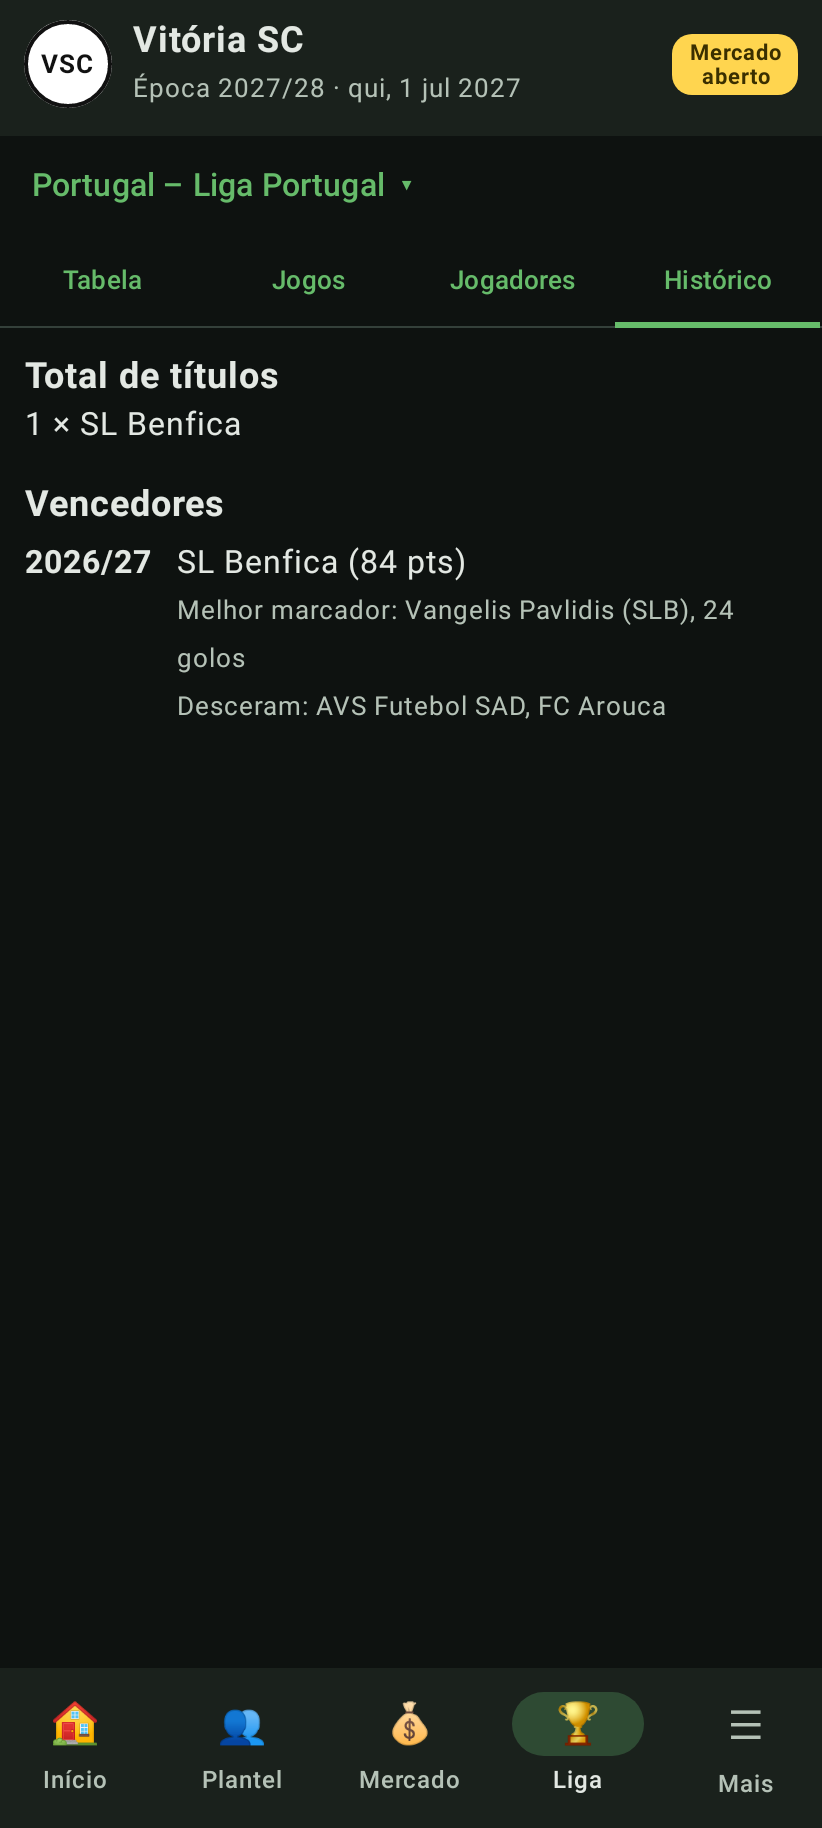 VSC
Vitória SC
Época 2027/28 · qui, 1 jul 2027
Mercado
aberto
Portugal – Liga Portugal ▾
Tabela
Jogos
Jogadores
Histórico
Total de títulos
1 × SL Benfica
Vencedores
2026/27 SL Benfica (84 pts)
Melhor marcador: Vangelis Pavlidis (SLB), 24
golos
Desceram: AVS Futebol SAD, FC Arouca
Início
Plantel
Mercado
Liga
Mais